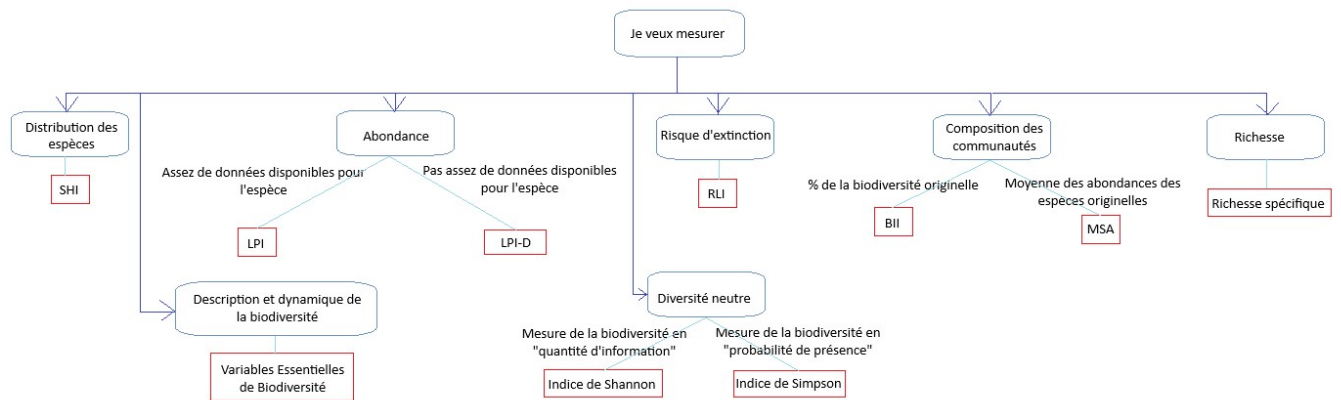 Je veux mesurer
Distribution des
espèces
SHI
Abondance
Assez de données disponibles pour
l'espèce
LPI
Pas assez de données disponibles
pour l'espèce
LPI-D
Risque d'extinction
RLI
Composition des
communautés
% de la biodiversité originelle
BII
Moyenne des abondances des
espèces originelles
MSA
Richesse
Richesse spécifique
Description et dynamique de
la biodiversité
Variables Essentielles
de Biodiversité
Diversité neutre
Mesure de la biodiversité en
"quantité d'information"
Indice de Shannon
Mesure de la biodiversité en
"probabilité de présence"
Indice de Simpson